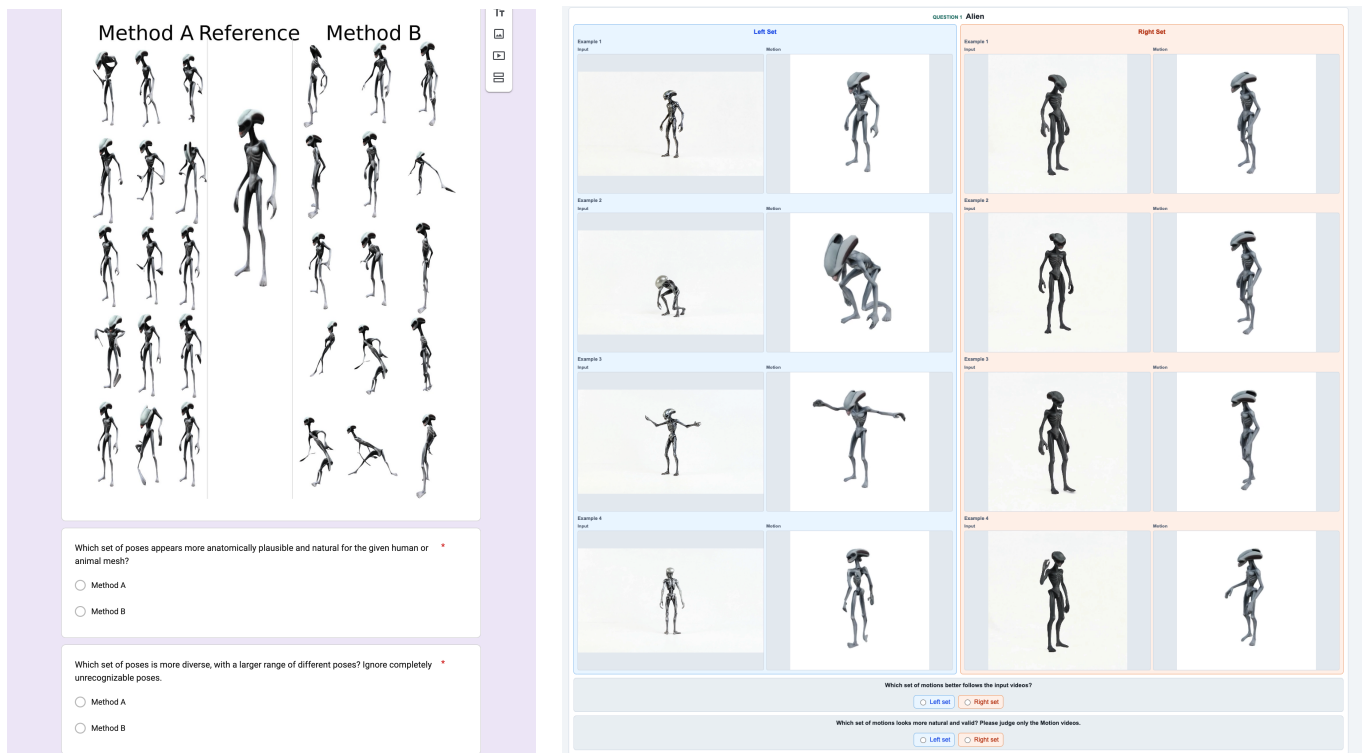 Method A Reference Method B
Tт
Which set of poses appears more anatomically plausible and natural for the given human or *
animal mesh?
Method A
Method B
Which set of poses is more diverse, with a larger range of different poses? Ignore completely *
unrecognizable poses.
Method A
Method B
QUESTION 1 Alien
Left Set
Example 1
Input Motion
Example 2
Input Motion
Example 3
Input Motion
Example 4
Input Motion
Right Set
Example 1
Input Motion
Example 2
Input Motion
Example 3
Input Motion
Example 4
Input Motion
Which set of motions better follows the input videos?
Left set Right set
Which set of motions looks more natural and valid? Please judge only the Motion videos.
Left set Right set